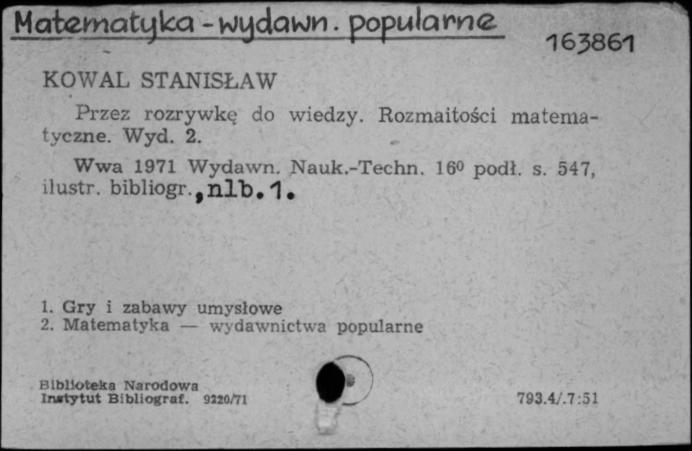 Matematyka - wydawn. popularne
163861
KOWAL STANISŁAW
Przez rozrywkę do wiedzy. Rozmaitości matema-
tyczne. Wyd. 2.
Wwa 1971 Wydawn. Nauk.-Techn. 16⁰ podł. s. 547,
ilustr. bibliogr., nlb. 1.
1. Gry i zabawy umysłowe
2. Matematyka — wydawnictwa popularne
Biblioteka Narodowa
Instytut Bibliograf. 9220/71
793.4/.7:51